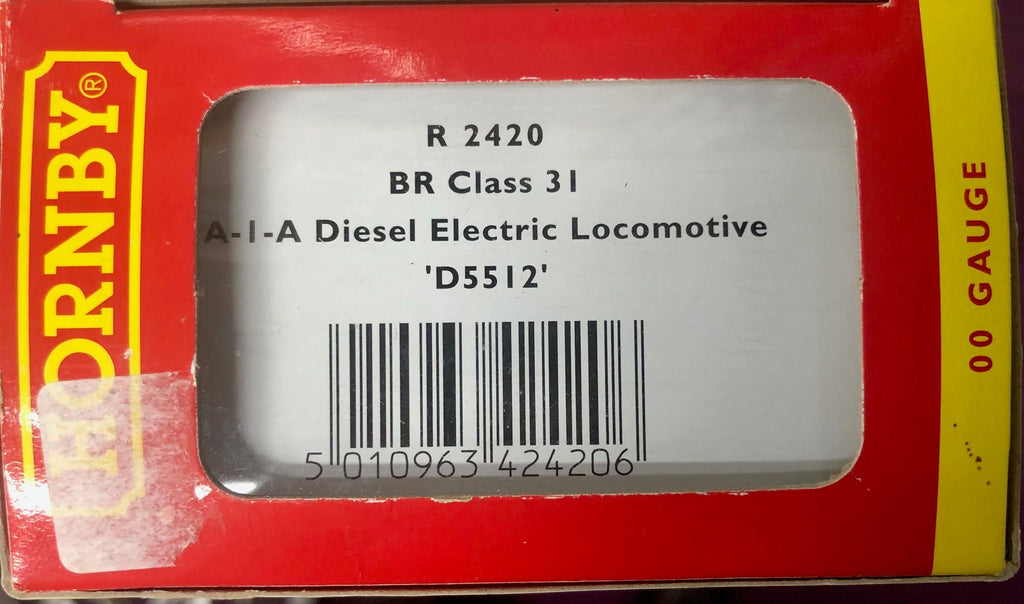 HORNBY®
R 2420
BR Class 31
A-1-A Diesel Electric Locomotive
'D5512'
5 010963 424206
00 GAUGE